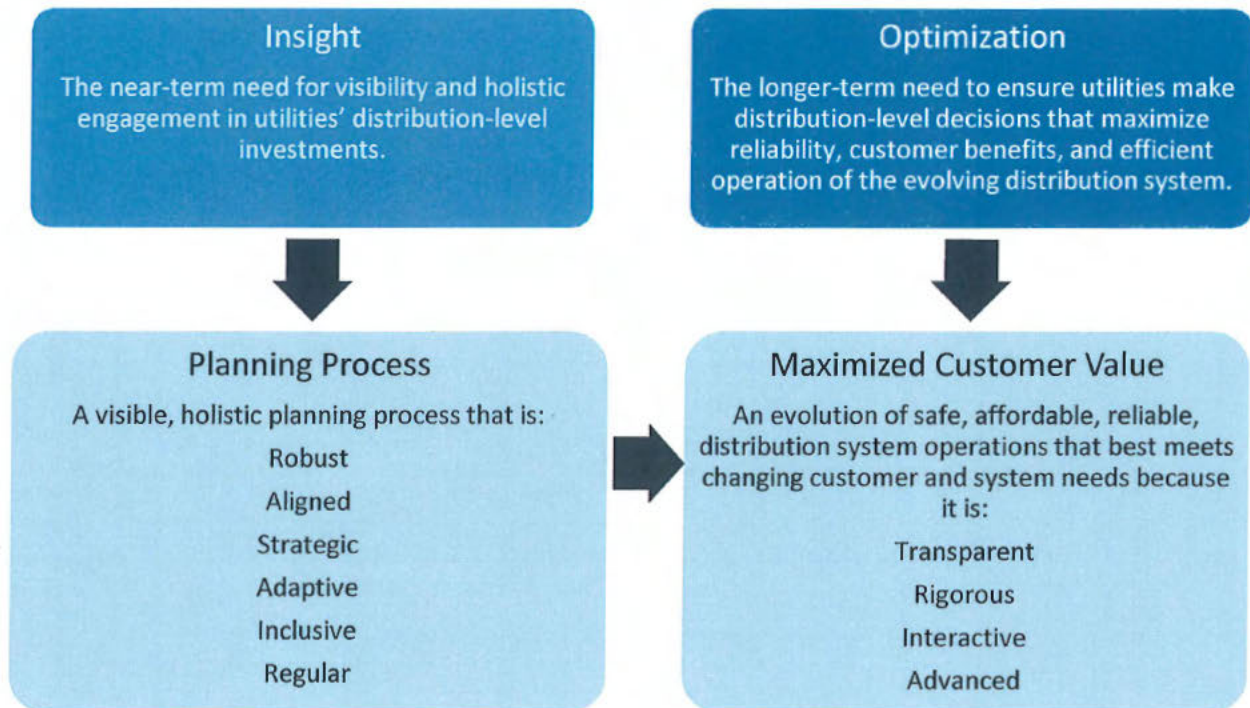 Insight
The near-term need for visibility and holistic
engagement in utilities' distribution-level
investments.
Optimization
The longer-term need to ensure utilities make
distribution-level decisions that maximize
reliability, customer benefits, and efficient
operation of the evolving distribution system.
Planning Process
A visible, holistic planning process that is:
Robust
Aligned
Strategic
Adaptive
Inclusive
Regular
Maximized Customer Value
An evolution of safe, affordable, reliable,
distribution system operations that best meets
changing customer and system needs because
it is:
Transparent
Rigorous
Interactive
Advanced